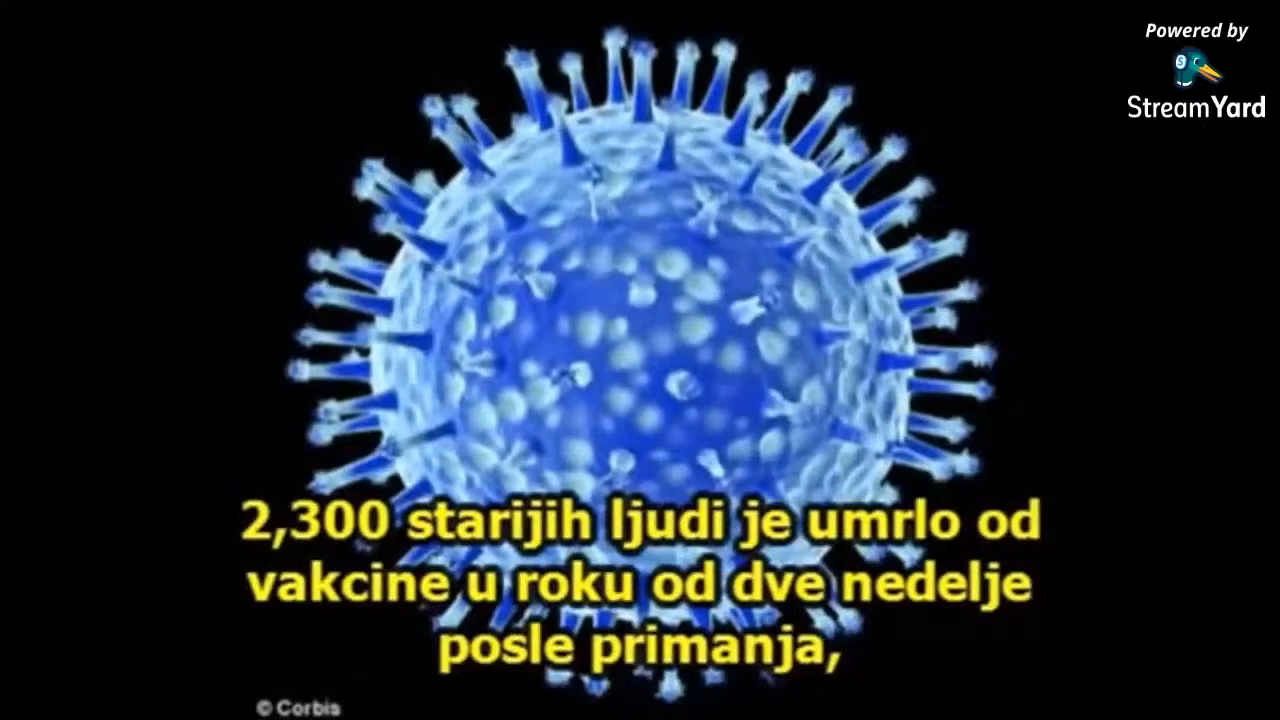 Powered by
StreamYard
2,300 starijih ljudi je umrlo od
vakcine u roku od dve nedelje
posle primanja,
© Corbis